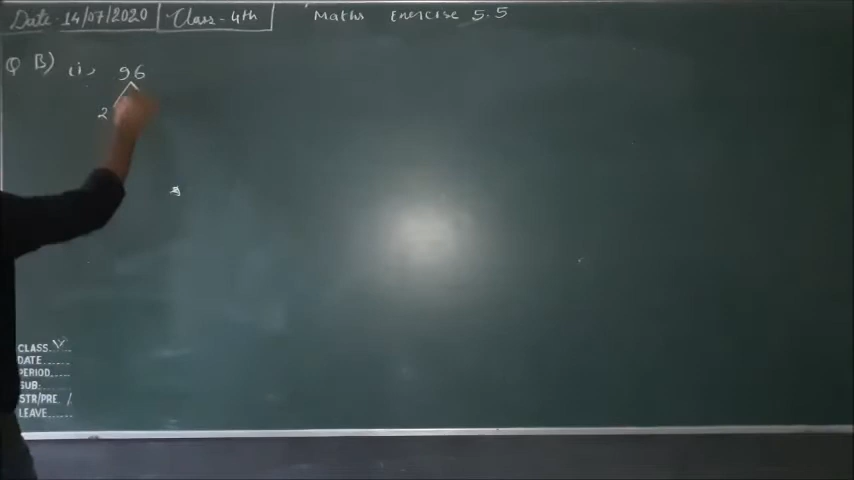 Date - 14/07/2020 Class - 4th Maths Exercise 5.5
Q B) (i) 96
2
CLASS
DATE
PERIOD
SUB:
STR/PRE. /
LEAVE